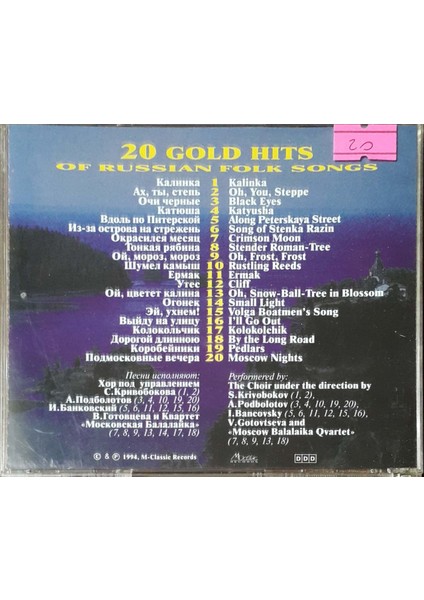 20
20 GOLD HITS
OF RUSSIAN FOLK SONGS
Калинка 1 Kalinka
Ах, ты, степь 2 Oh, You, Steppe
Очи черные 3 Black Eyes
Катюша 4 Katyusha
Вдоль по Питерской 5 Along Peterskaya Street
Из-за острова на стрежень 6 Song of Stenka Razin
Окрасился месяц 7 Crimson Moon
Тонкая рябина 8 Stender Roman-Tree
Ой, мороз, мороз 9 Oh, Frost, Frost
Шумел камыш 10 Rustling Reeds
Ермак 11 Ermak
Утес 12 Cliff
Ой, цветет калина 13 Oh, Snow-Ball-Tree in Blossom
Огонек 14 Small Light
Эй, ухнем! 15 Volga Boatmen's Song
Выйду на улицу 16 I'll Go Out
Колокольчик 17 Kolokolchik
Дорогой длинною 18 By the Long Road
Коробейники 19 Pedlars
Подмосковные вечера 20 Moscow Nights
Песни исполняют:
Хор под управлением
С.Кривобокова (1, 2)
А.Подболотов (3, 4, 10, 19, 20)
И.Банковский (5, 6, 11, 12, 15, 16)
В.Готовцева и Квартет
«Московская Балалайка»
(7, 8, 9, 13, 14, 17, 18)
Performed by:
The Choir under the direction by
S.Krivobokov (1, 2),
A.Podbolotov (3, 4, 10, 19, 20),
I.Bancovsky (5, 6, 11, 12, 15, 16),
V.Gotovtseva and
«Moscow Balalaika Qvartet»
(7, 8, 9, 13, 18)
© & ℗ 1994, M-Classic Records
DDD